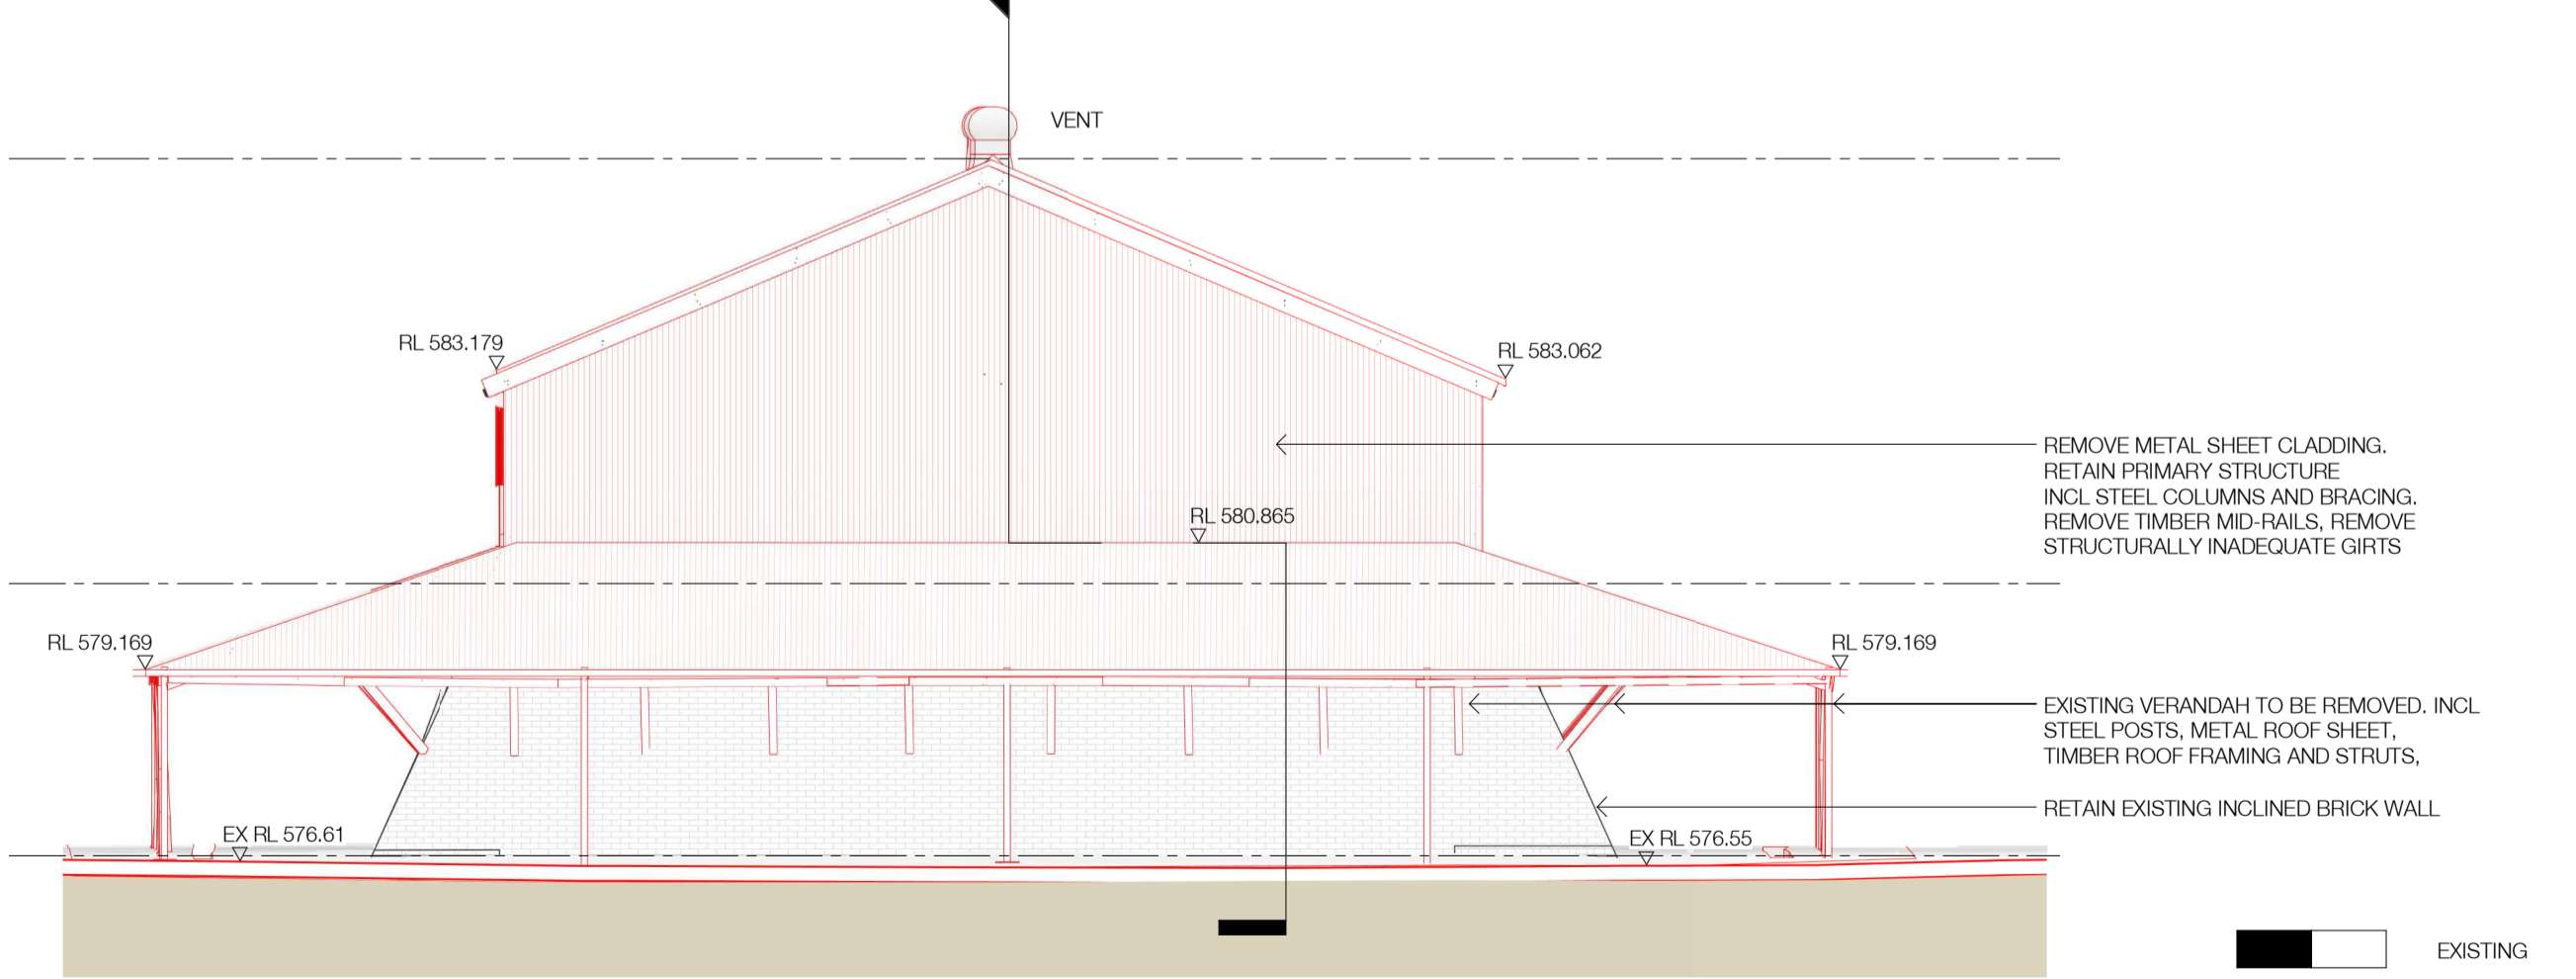 VENT
RL 583.179
RL 583.062
REMOVE METAL SHEET CLADDING.
RETAIN PRIMARY STRUCTURE
INCL STEEL COLUMNS AND BRACING.
REMOVE TIMBER MID-RAILS, REMOVE
STRUCTURALLY INADEQUATE GIRTS
RL 580.865
RL 579.169
RL 579.169
EXISTING VERANDAH TO BE REMOVED. INCL
STEEL POSTS, METAL ROOF SHEET,
TIMBER ROOF FRAMING AND STRUTS,
RETAIN EXISTING INCLINED BRICK WALL
EX RL 576.61
EX RL 576.55
EXISTING